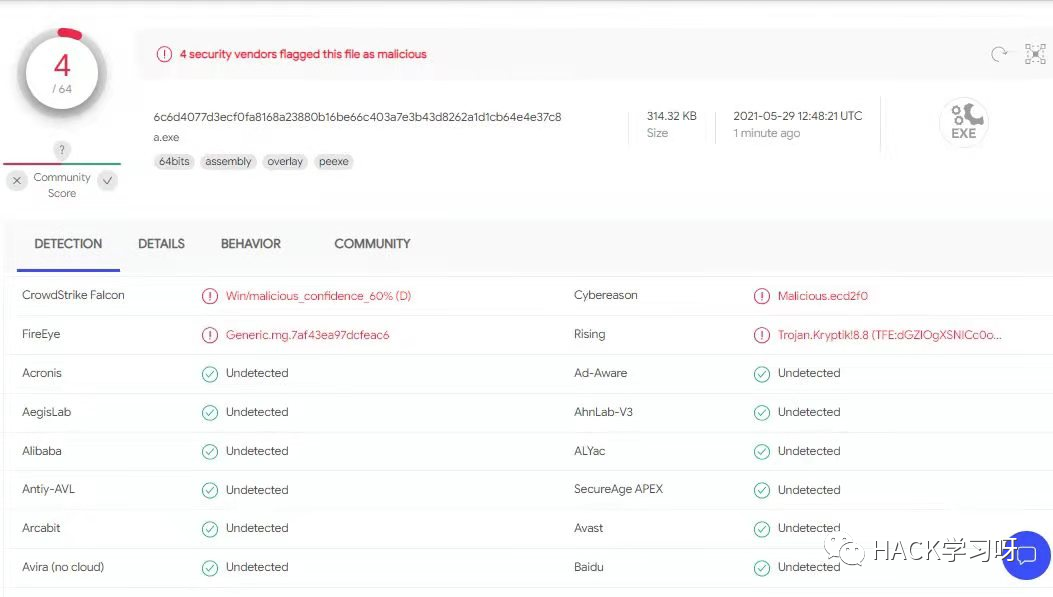 4
/ 64
4 security vendors flagged this file as malicious
?
Community
Score
6c6d4077d3ecf0fa8168a23880b16be66c403a7e3b43d8262a1d1cb64e4e37c8
a.exe
64bits assembly overlay peexe
314.32 KB
Size
2021-05-29 12:48:21 UTC
1 minute ago
EXE
DETECTION DETAILS BEHAVIOR COMMUNITY
CrowdStrike Falcon Win/malicious_confidence_60% (D) Cybereason Malicious.ecd2f0
FireEye Generic.mg.7af43ea97dcfeac6 Rising Trojan.Kryptik!8.8 (TFE:dGZlOgXSNICc0o...
Acronis Undetected Ad-Aware Undetected
AegisLab Undetected AhnLab-V3 Undetected
Alibaba Undetected ALYac Undetected
Antiy-AVL Undetected SecureAge APEX Undetected
Arcabit Undetected Avast Undetected
Avira (no cloud) Undetected Baidu Undetected
HACK学习呀